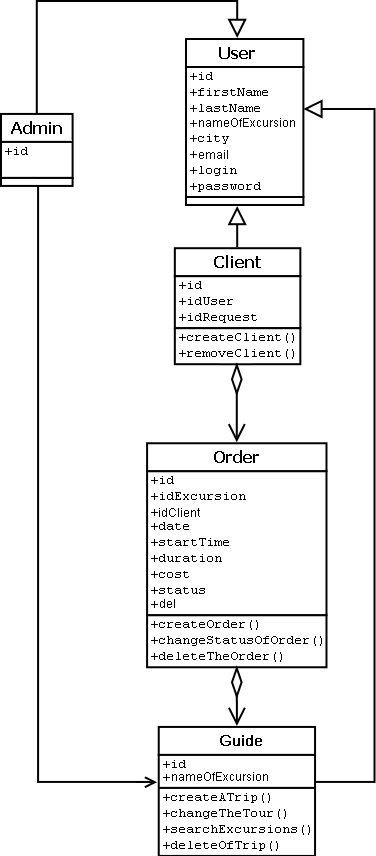 User
+id
+firstName
+lastName
+nameOfExcursion
+city
+email
+login
+password
Admin
+id
Client
+id
+idUser
+idRequest
+createClient()
+removeClient()
Order
+id
+idExcursion
+idClient
+date
+startTime
+duration
+cost
+status
+del
+createOrder()
+changeStatusOfOrder()
+deleteTheOrder()
Guide
+id
+nameOfExcursion
+createATrip()
+changeTheTour()
+searchExcursions()
+deleteOfTrip()